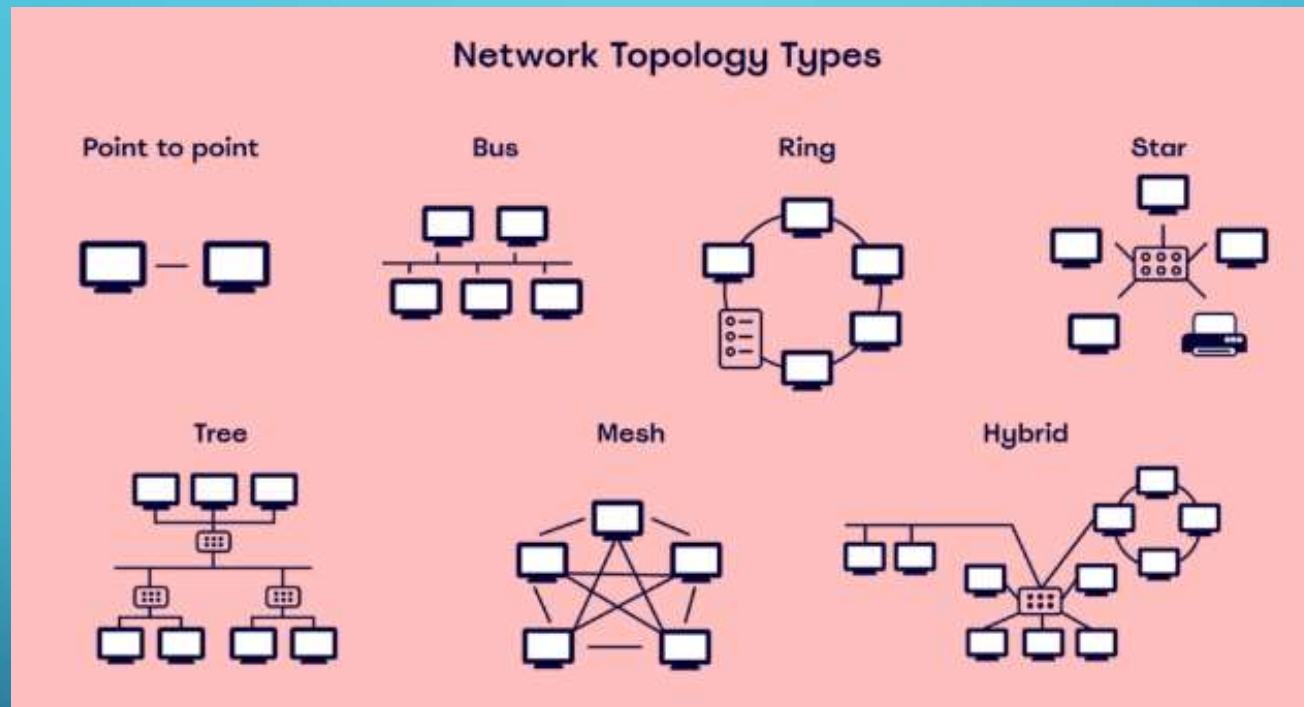 Network Topology Types
Point to point
Bus
Ring
Star
Tree
Mesh
Hybrid